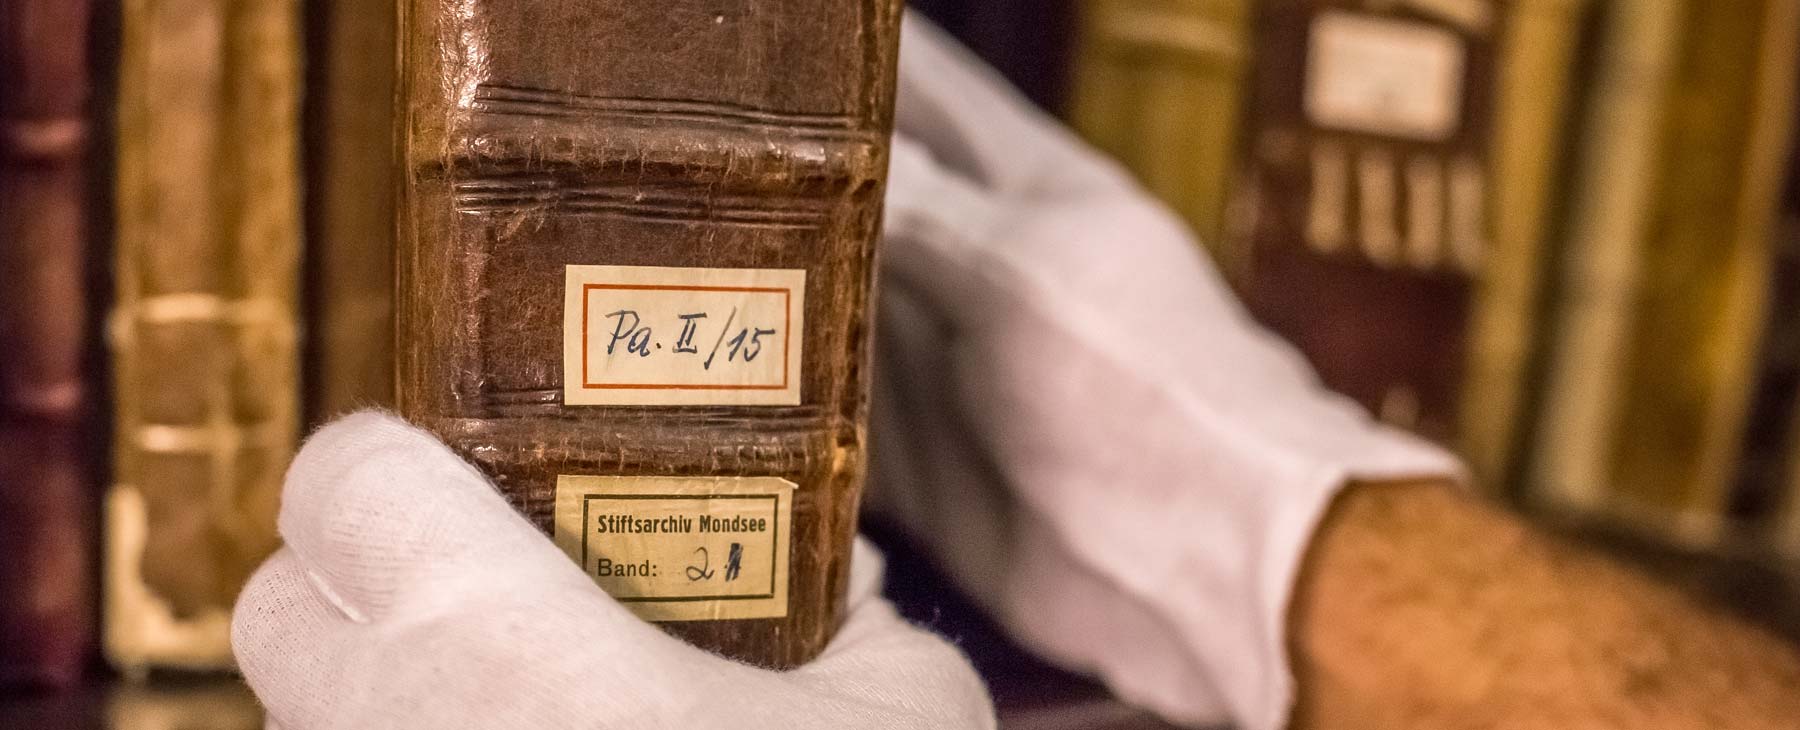 Pa. II/15
Stiftsarchiv Mondsee
Band: 2